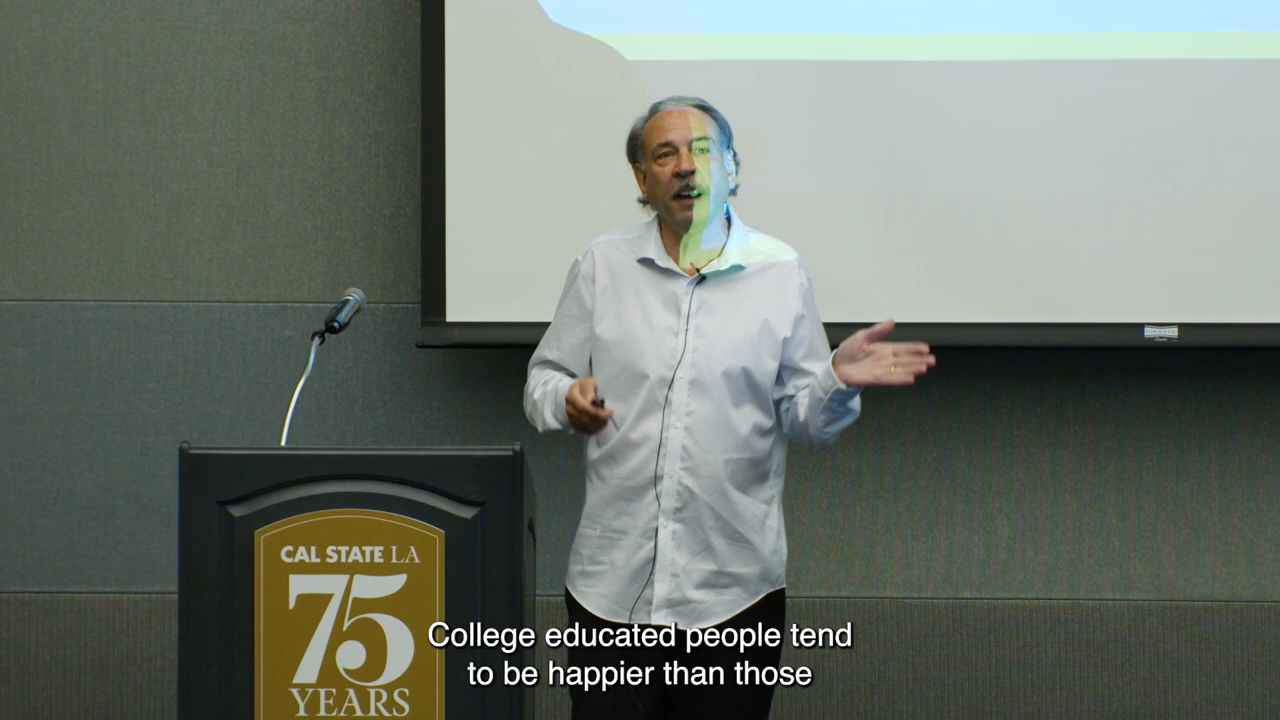 CAL STATE LA
75
YEARS
College educated people tend
to be happier than those